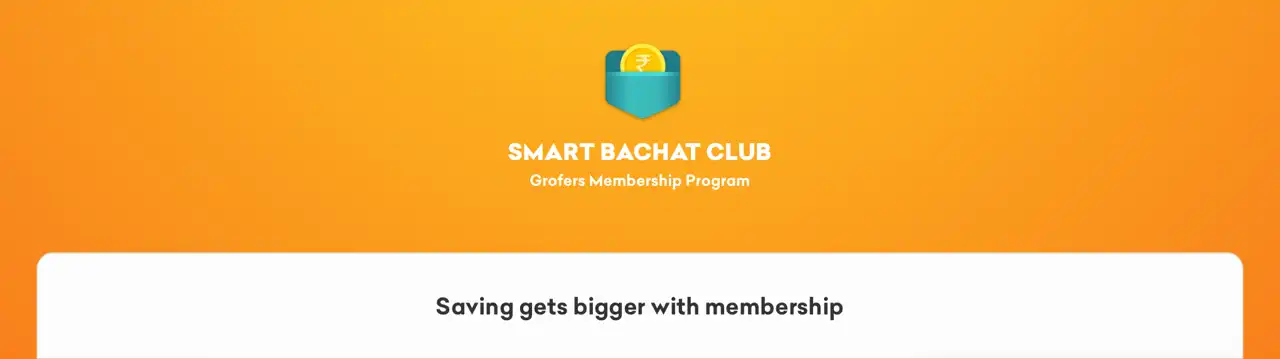 ₹
SMART BACHAT CLUB
Grofers Membership Program
Saving gets bigger with membership